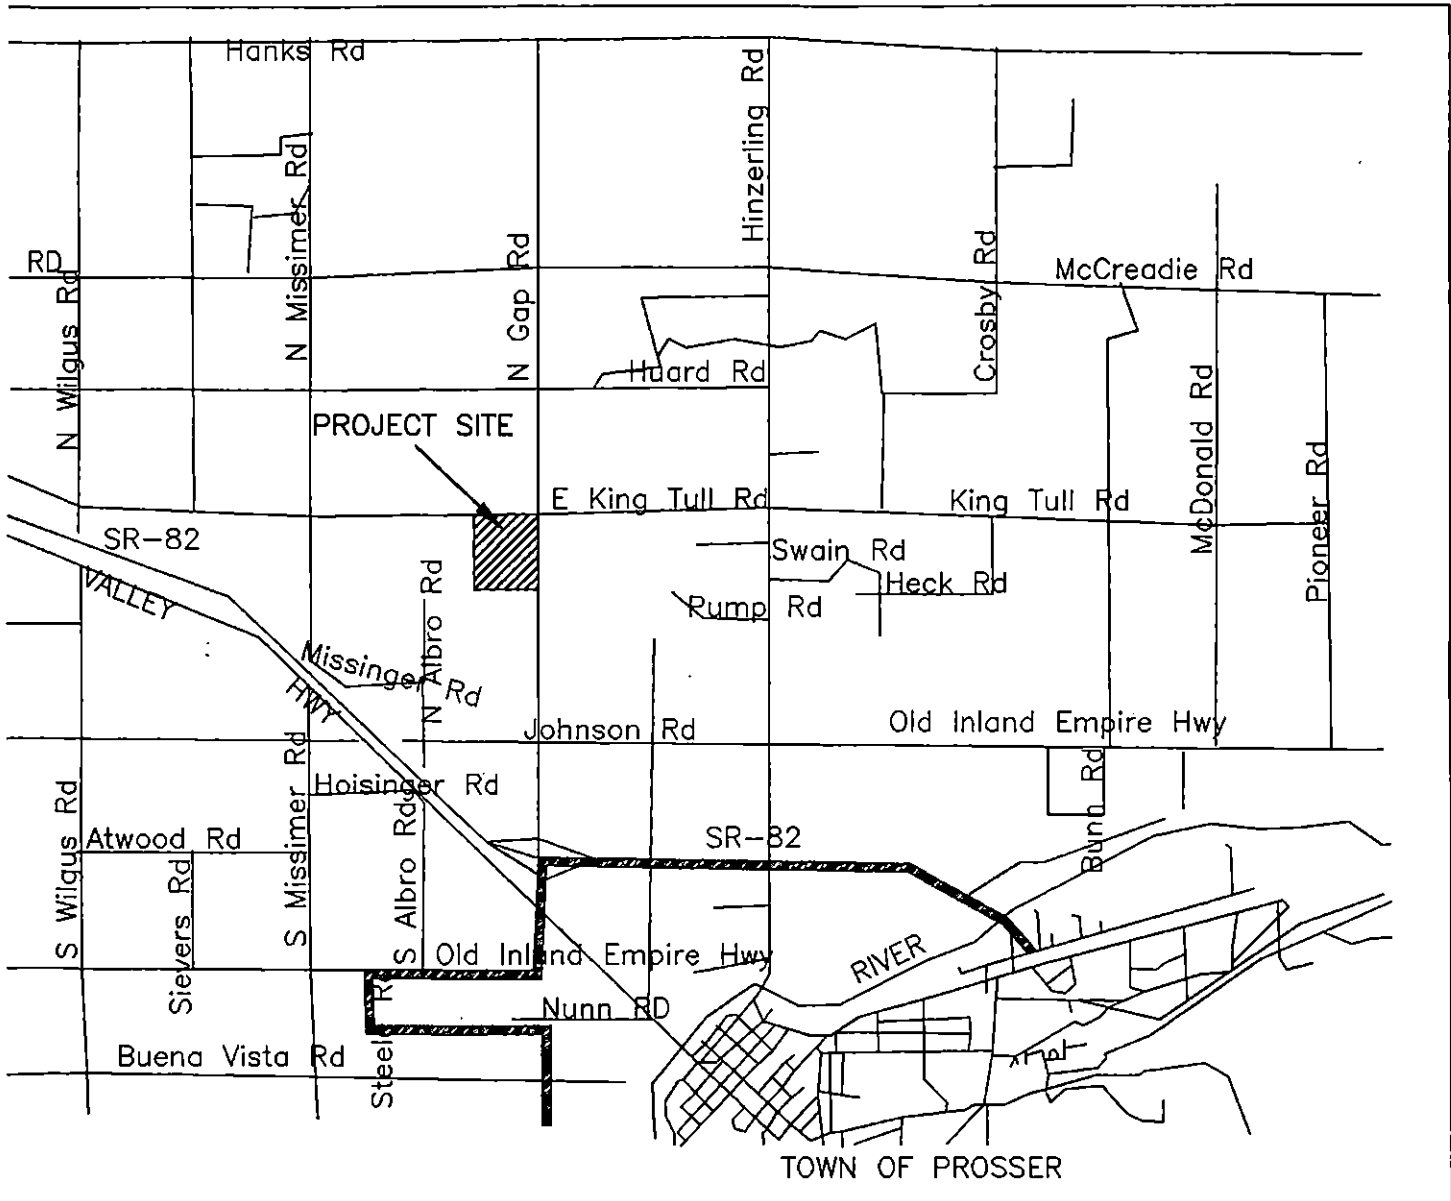 Hanks Rd
Hinzerling Rd
N Missimer Rd
RD
N Wilgus Rd
N Gap Rd
Crosby Rd
McCreadie Rd
Huard Rd
McDonald Rd
PROJECT SITE
Pioneer Rd
E King Tull Rd
King Tull Rd
SR-82
Swain Rd
Heck Rd
VALLEY
HWY
Pump Rd
N Albro Rd
Missinger Rd
Johnson Rd
Old Inland Empire Hwy
S Missimer Rd
Hoisinger Rd
S Wilgus Rd
Atwood Rd
S Albro Rd
SR-82
Bunn Rd
Sievers Rd
Old Inland Empire Hwy
RIVER
Nunn RD
Steele Rd
Buena Vista Rd
TOWN OF PROSSER